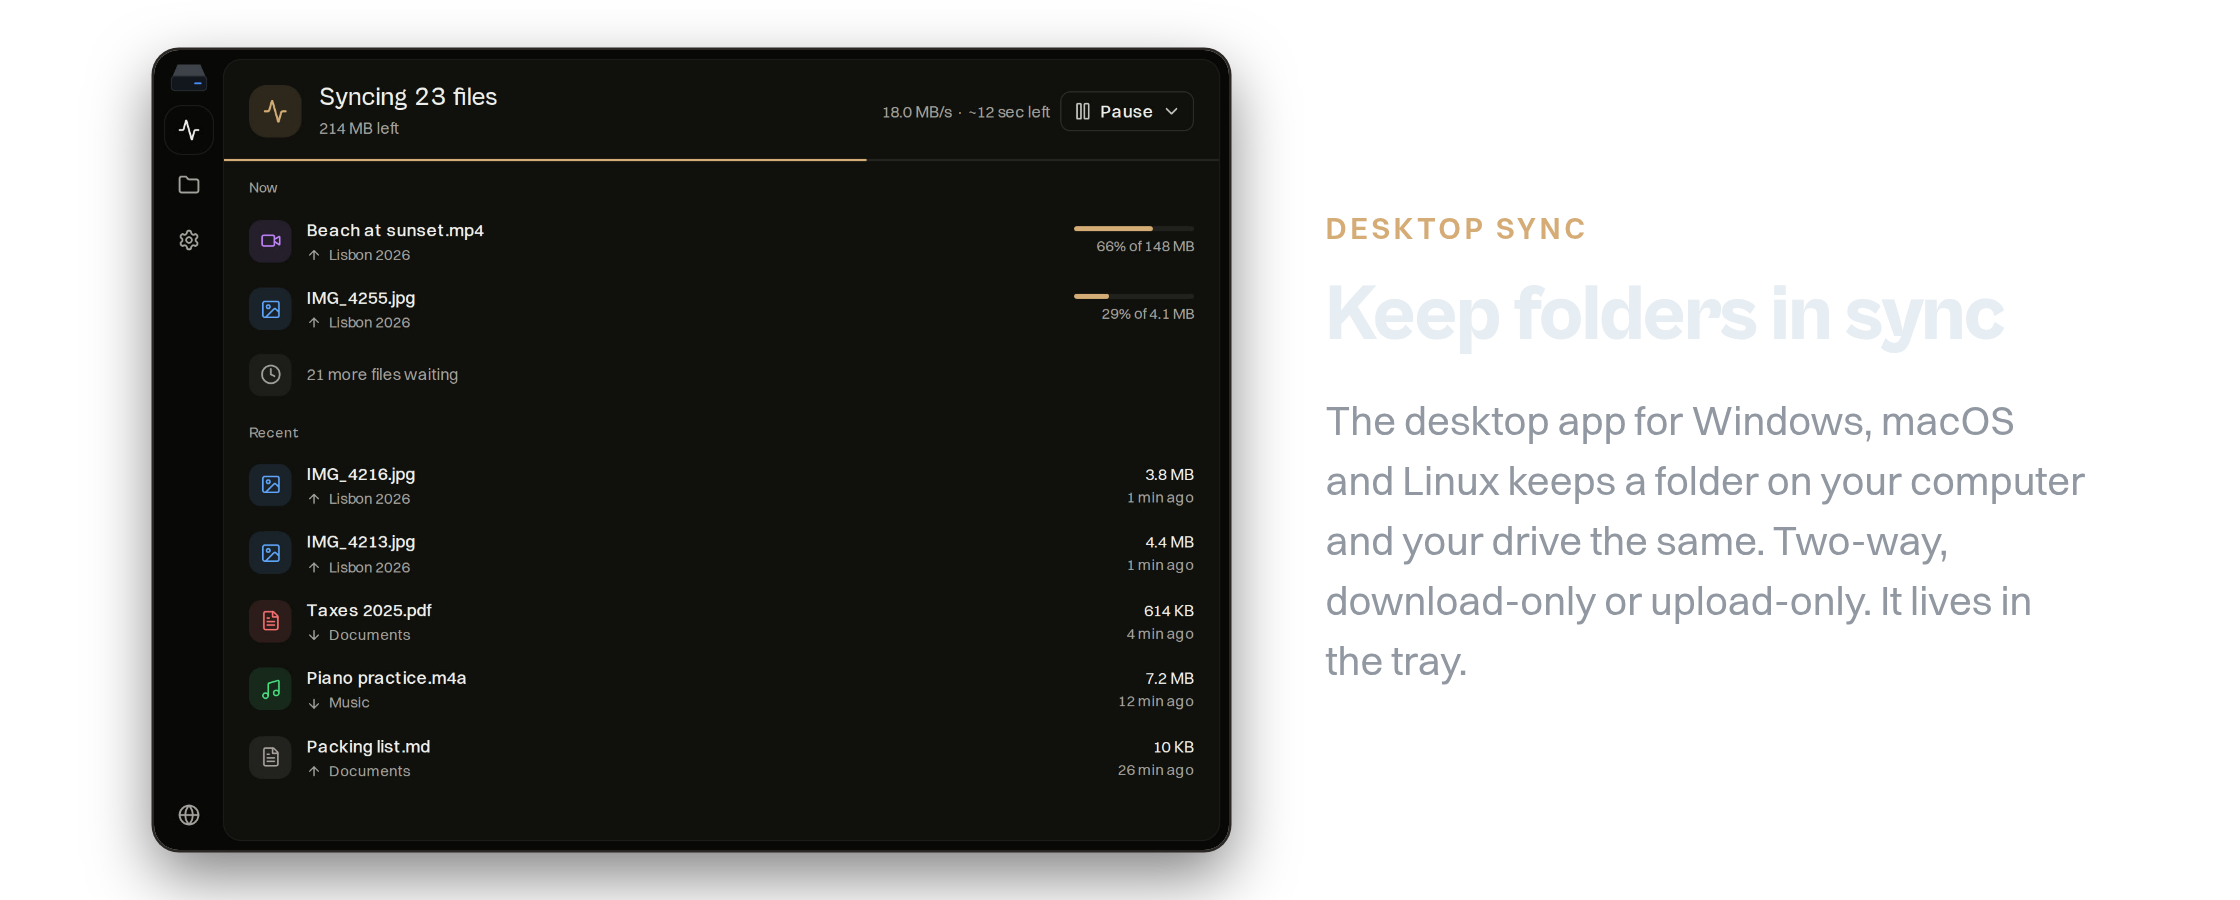 Syncing 23 files
214 MB left
18.0 MB/s · ~12 sec left
Pause
Now
Beach at sunset.mp4
Lisbon 2026
66% of 148 MB
IMG_4255.jpg
Lisbon 2026
29% of 4.1 MB
21 more files waiting
Recent
IMG_4216.jpg
Lisbon 2026
3.8 MB
1 min ago
IMG_4213.jpg
Lisbon 2026
4.4 MB
1 min ago
Taxes 2025.pdf
Documents
614 KB
4 min ago
Piano practice.m4a
Music
7.2 MB
12 min ago
Packing list.md
Documents
10 KB
26 min ago
DESKTOP SYNC
Keep folders in sync
The desktop app for Windows, macOS
and Linux keeps a folder on your computer
and your drive the same. Two-way,
download-only or upload-only. It lives in
the tray.